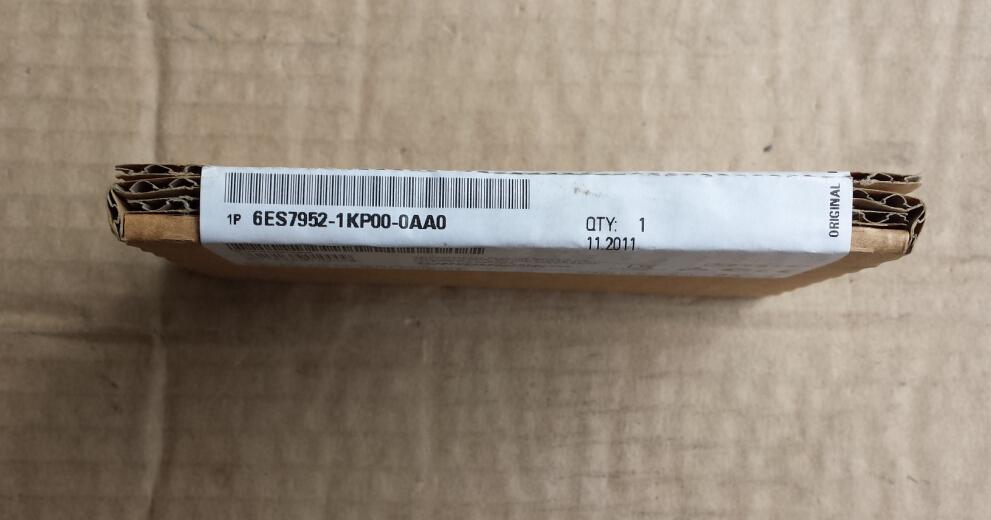 1P 6ES7952-1KP00-0AA0
QTY: 1
11.2011
ORIGINAL